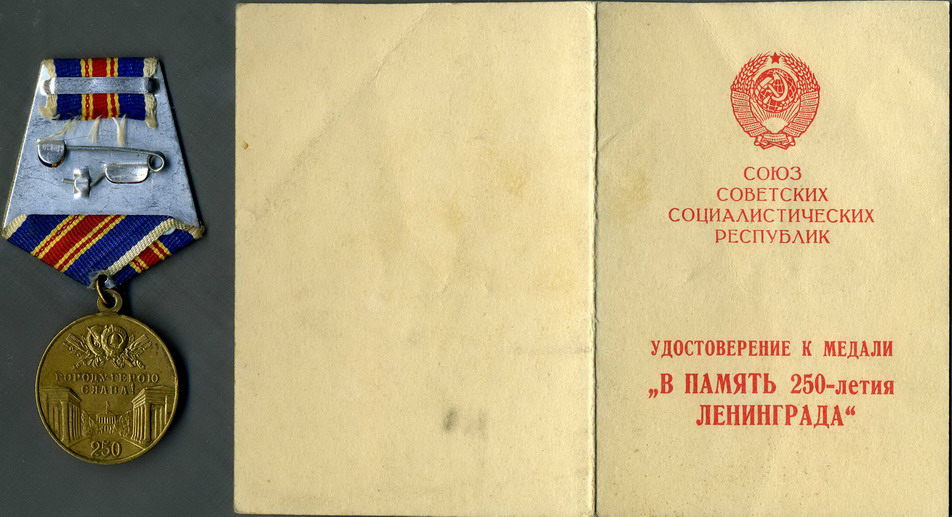 ГОРОДУ-ГЕРОЮ
СЛАВА!
250
СОЮЗ
СОВЕТСКИХ
СОЦИАЛИСТИЧЕСКИХ
РЕСПУБЛИК
УДОСТОВЕРЕНИЕ К МЕДАЛИ
„В ПАМЯТЬ 250-летия
ЛЕНИНГРАДА“